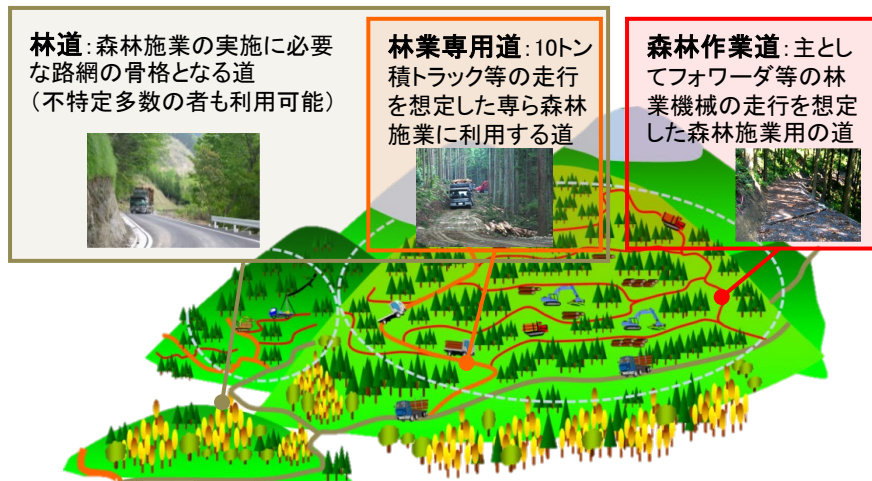 林道:森林施業の実施に必要
な路網の骨格となる道
(不特定多数の者も利用可能)
林業専用道:10トン
積トラック等の走行
を想定した専ら森林
施業に利用する道
森林作業道:主とし
てフォワーダ等の林
業機械の走行を想定
した森林施業用の道